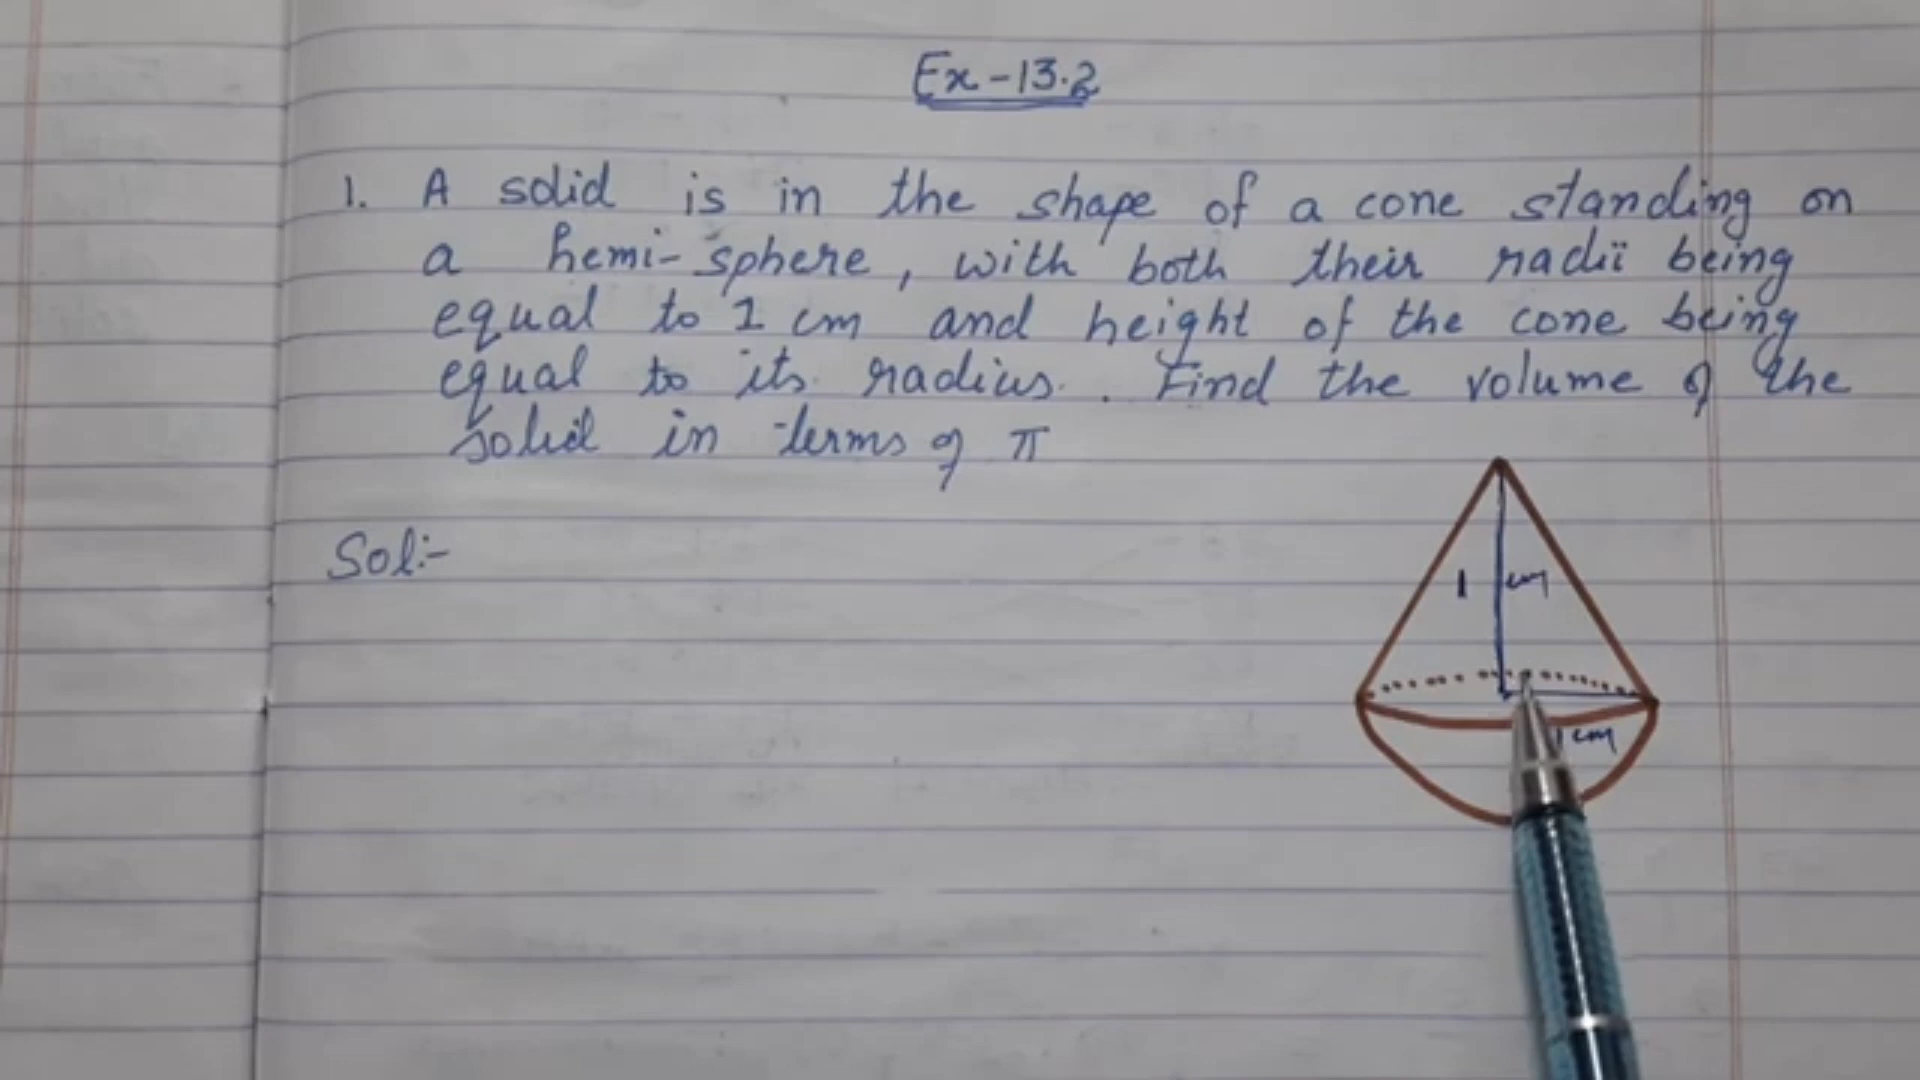 Ex-13.2
1. A solid is in the shape of a cone standing on
a hemi-sphere, with both their radii being
equal to 1 cm and height of the cone being
equal to its radius. Find the volume of the
solid in terms of π
Sol:-
1 cm
1 cm